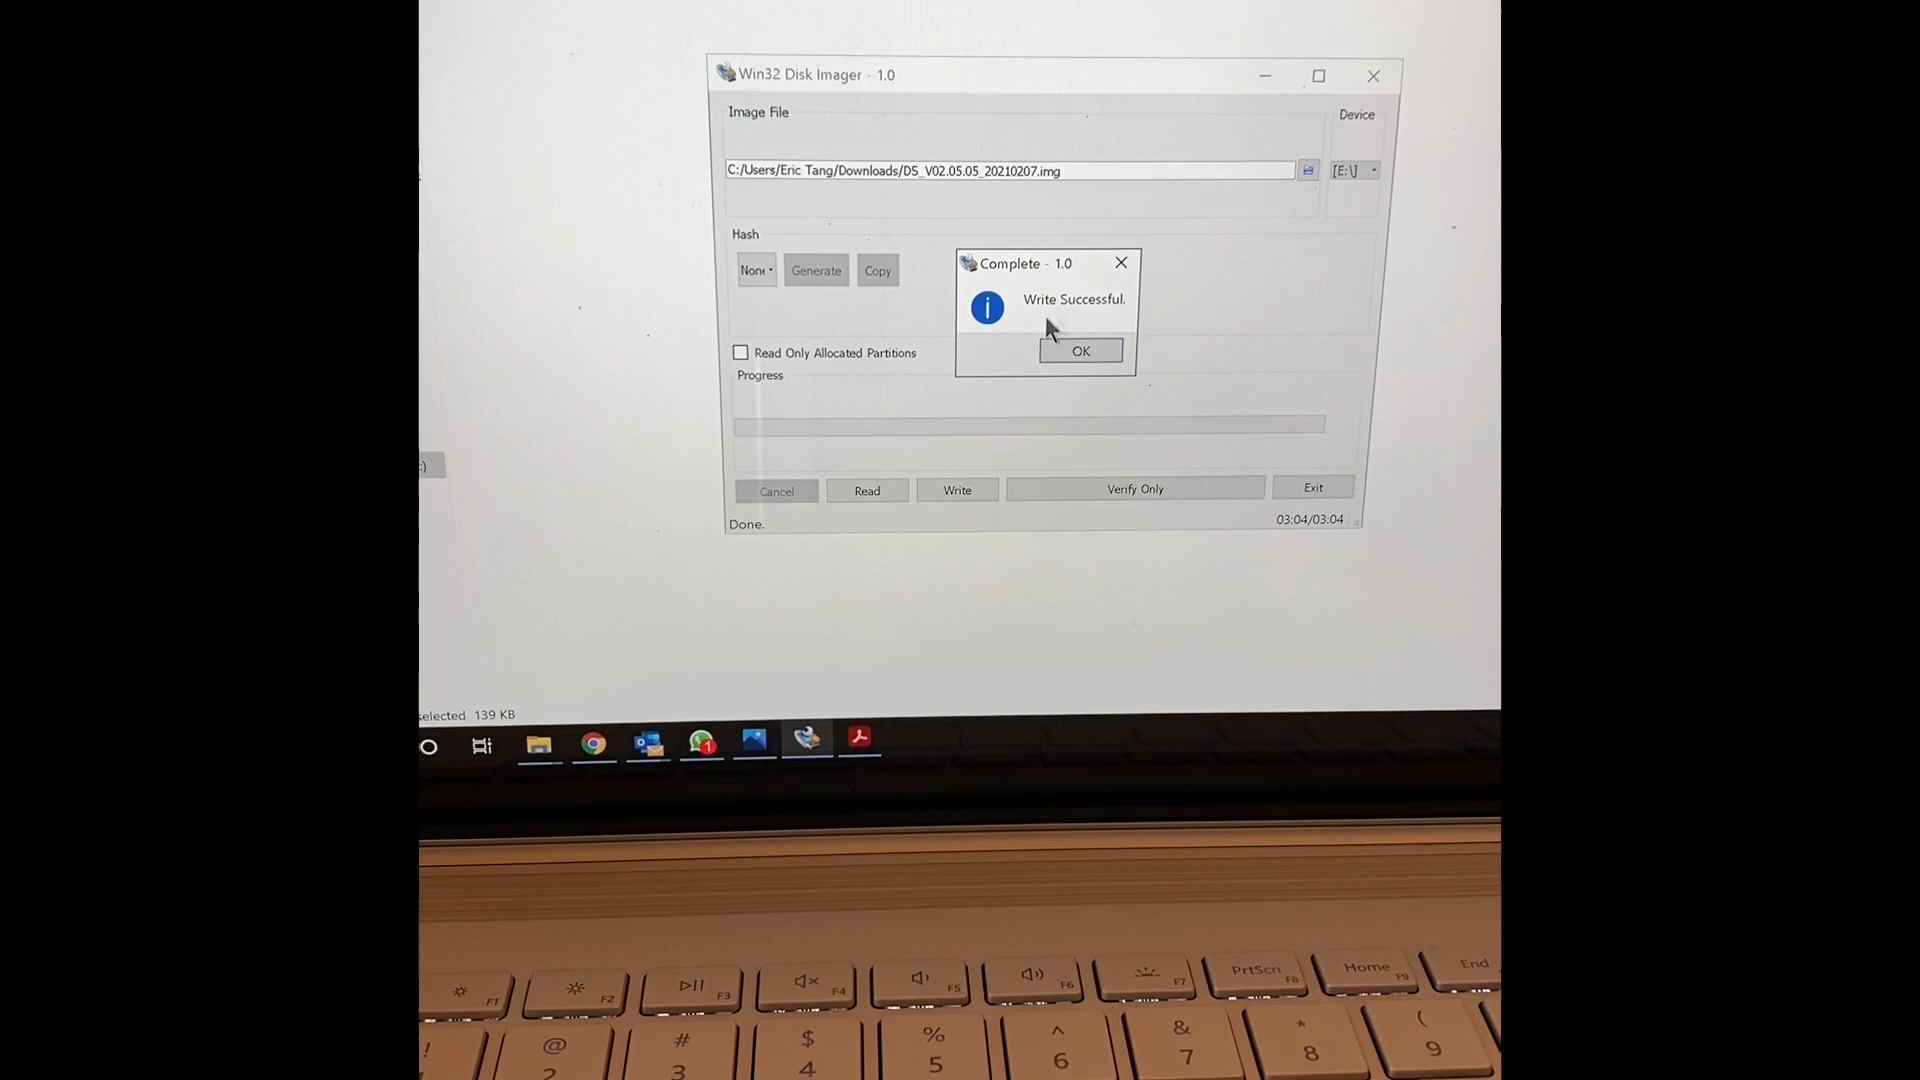 Win32 Disk Imager - 1.0
Image File
Device
C:/Users/Eric Tang/Downloads/DS_V02.05.05_20210207.img
[E:\]
Hash
Generate
Copy
Complete - 1.0
Write Successful.
OK
Read Only Allocated Partitions
Progress
Cancel
Read
Write
Verify Only
Exit
Done.
03:04/03:04
selected 139 KB
1
F1
F2
F3
F4
F5
F6
F7
PrtScn F8
Home F9
End
!
@
2
#
3
$
4
%
5
^
6
&
7
*
8
(
9